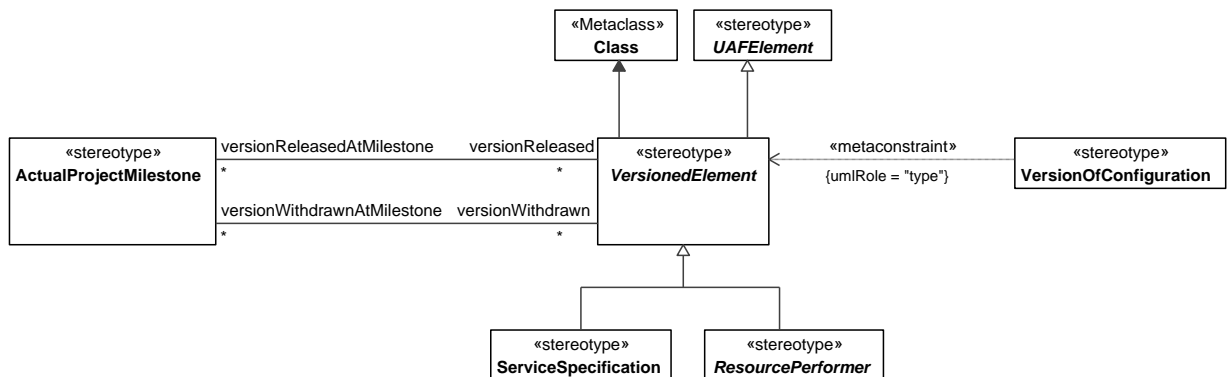 «Metaclass»
Class
«stereotype»
UAFElement
versionReleasedAtMilestone
versionReleased
*
*
«stereotype»
ActualProjectMilestone
«stereotype»
VersionedElement
«metaconstraint»
{umlRole = "type"}
«stereotype»
VersionOfConfiguration
versionWithdrawnAtMilestone
versionWithdrawn
*
*
«stereotype»
ServiceSpecification
«stereotype»
ResourcePerformer